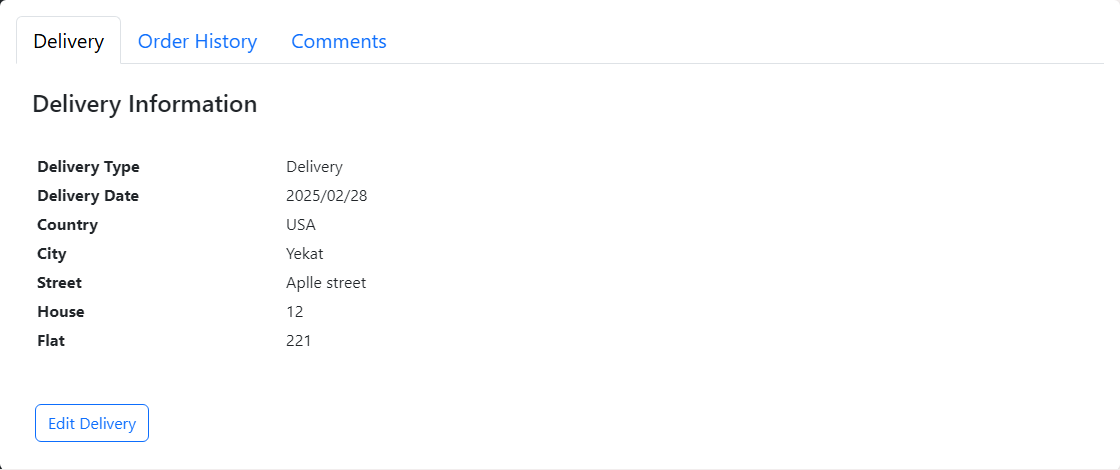 Delivery Order History Comments
Delivery Information
Delivery Type Delivery
Delivery Date 2025/02/28
Country USA
City Yekat
Street Aplle street
House 12
Flat 221
Edit Delivery